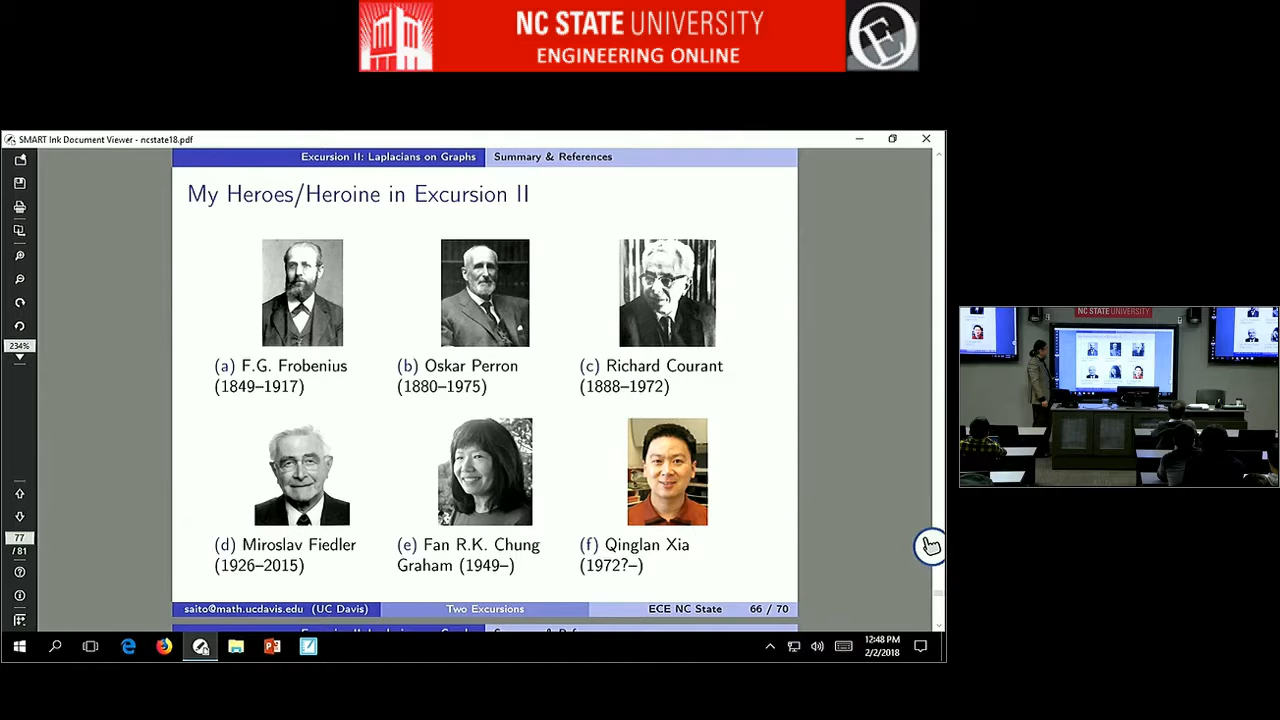 NC STATE UNIVERSITY
ENGINEERING ONLINE
SMART Ink Document Viewer - ncstate18.pdf
Excursion II: Laplacians on Graphs
Summary & References
My Heroes/Heroine in Excursion II
(a) F.G. Frobenius
(1849–1917)
(b) Oskar Perron
(1880–1975)
(c) Richard Courant
(1888–1972)
(d) Miroslav Fiedler
(1926–2015)
(e) Fan R.K. Chung
Graham (1949–)
(f) Qinglan Xia
(1972?–)
234%
77
/ 81
saito@math.ucdavis.edu (UC Davis)
Two Excursions
ECE NC State
66 / 70
12:48 PM
2/2/2018
NC STATE UNIVERSITY